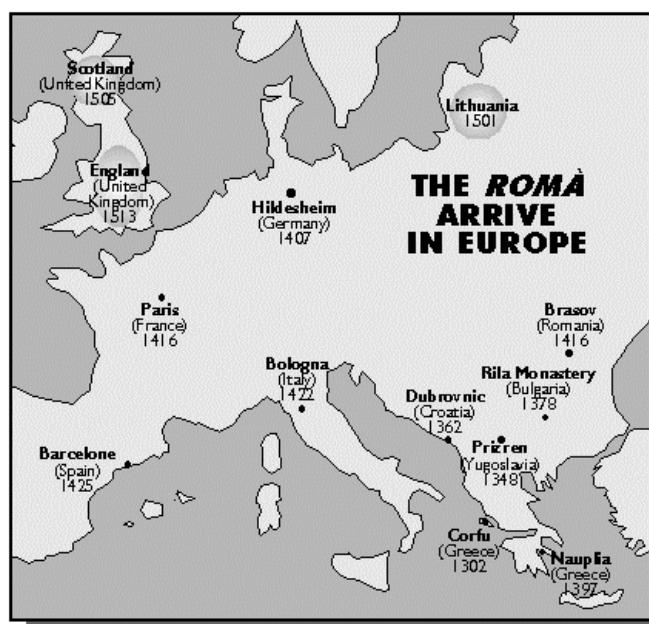 Scotland
(United Kingdom)
1505
Lithuania
1501
England
(United
Kingdom)
1513
THE ROMÀ
ARRIVE
IN EUROPE
Hildesheim
(Germany)
1407
Paris
(France)
1416
Brasov
(Romania)
1416
Bologna
(Italy)
1422
Rila Monastery
(Bulgaria)
1378
Dubrovnic
(Croatia)
1362
Prizren
(Yugoslavia)
1348
Barcelone
(Spain)
1425
Corfu
(Greece)
1302
Nauplia
(Greece)
1397